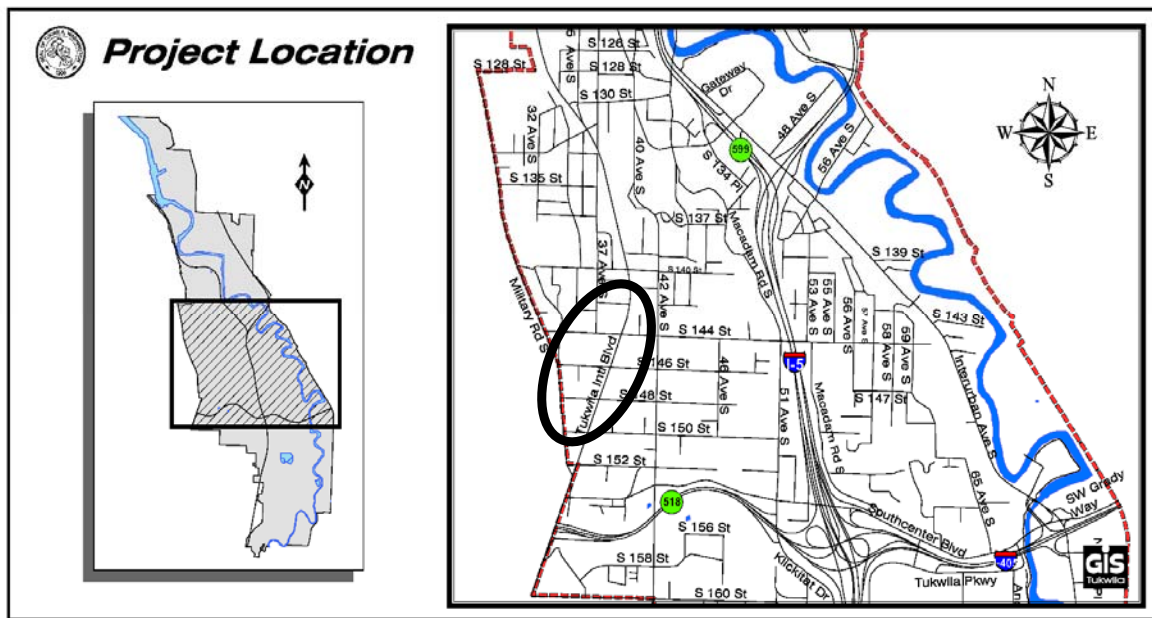 Project Location
N
N
W
E
S
S 126 St
S 128 St
S 128 St
S 130 St
Gateway
Dr
32 Ave S
40 Ave S
48 Ave S
56 Ave S
599
S 134 Pl
S 135 St
S 137 St
Macadam Rd S
S 139 St
37 Ave S
S 140 St
42 Ave S
Military Rd S
Tukwila Intl Blvd
S 144 St
S 143 St
53 Ave S
55 Ave S
56 Ave S
57 Ave S
58 Ave S
59 Ave S
S 146 St
46 Ave S
I-5
S 147 St
S 148 St
51 Ave S
Macadam Rd S
Interurban Ave S
S 150 St
S 152 St
65 Ave S
SW Grady
Way
518
S 156 St
Southcenter Blvd
S 158 St
Klickitat Dr
Tukwila Pkwy
S 160 St
GIS
Tukwila